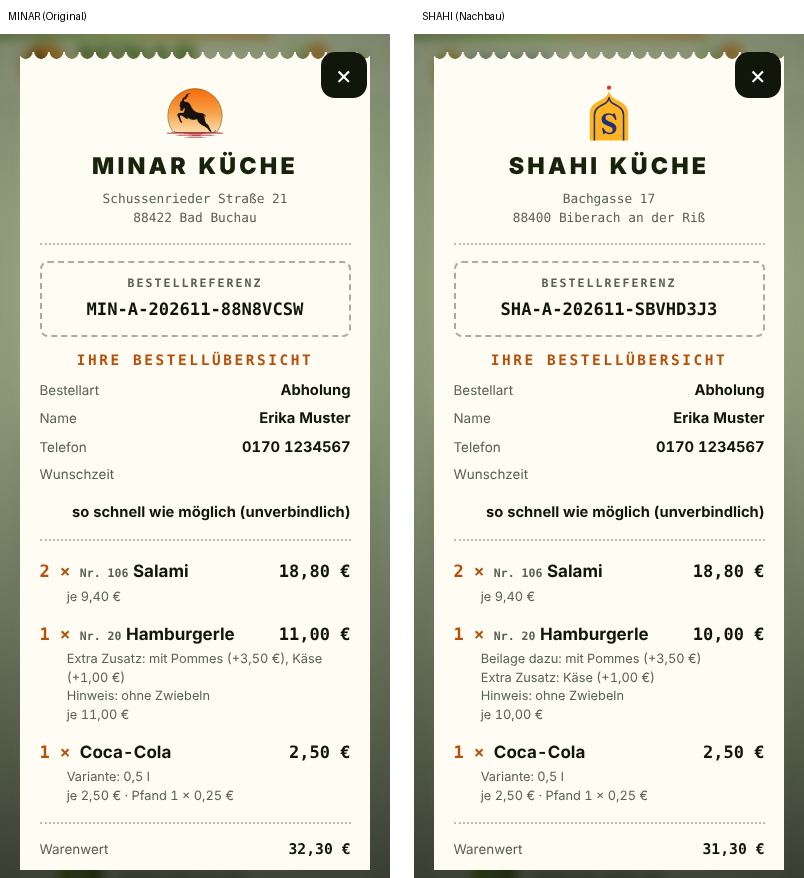 MINAR (Original)
×
MINAR KÜCHE
Schussenrieder Straße 21
88422 Bad Buchau
BESTELLREFERENZ
MIN-A-202611-88N8VCSW
IHRE BESTELLÜBERSICHT
Bestellart Abholung
Name Erika Muster
Telefon 0170 1234567
Wunschzeit
so schnell wie möglich (unverbindlich)
2 × Nr. 106 Salami 18,80 €
je 9,40 €
1 × Nr. 20 Hamburgerle 11,00 €
Extra Zusatz: mit Pommes (+3,50 €), Käse
(+1,00 €)
Hinweis: ohne Zwiebeln
je 11,00 €
1 × Coca-Cola 2,50 €
Variante: 0,5 l
je 2,50 € · Pfand 1 × 0,25 €
Warenwert 32,30 €
SHAHI (Nachbau)
×
S
SHAHI KÜCHE
Bachgasse 17
88400 Biberach an der Riß
BESTELLREFERENZ
SHA-A-202611-SBVHD3J3
IHRE BESTELLÜBERSICHT
Bestellart Abholung
Name Erika Muster
Telefon 0170 1234567
Wunschzeit
so schnell wie möglich (unverbindlich)
2 × Nr. 106 Salami 18,80 €
je 9,40 €
1 × Nr. 20 Hamburgerle 10,00 €
Beilage dazu: mit Pommes (+3,50 €)
Extra Zusatz: Käse (+1,00 €)
Hinweis: ohne Zwiebeln
je 10,00 €
1 × Coca-Cola 2,50 €
Variante: 0,5 l
je 2,50 € · Pfand 1 × 0,25 €
Warenwert 31,30 €